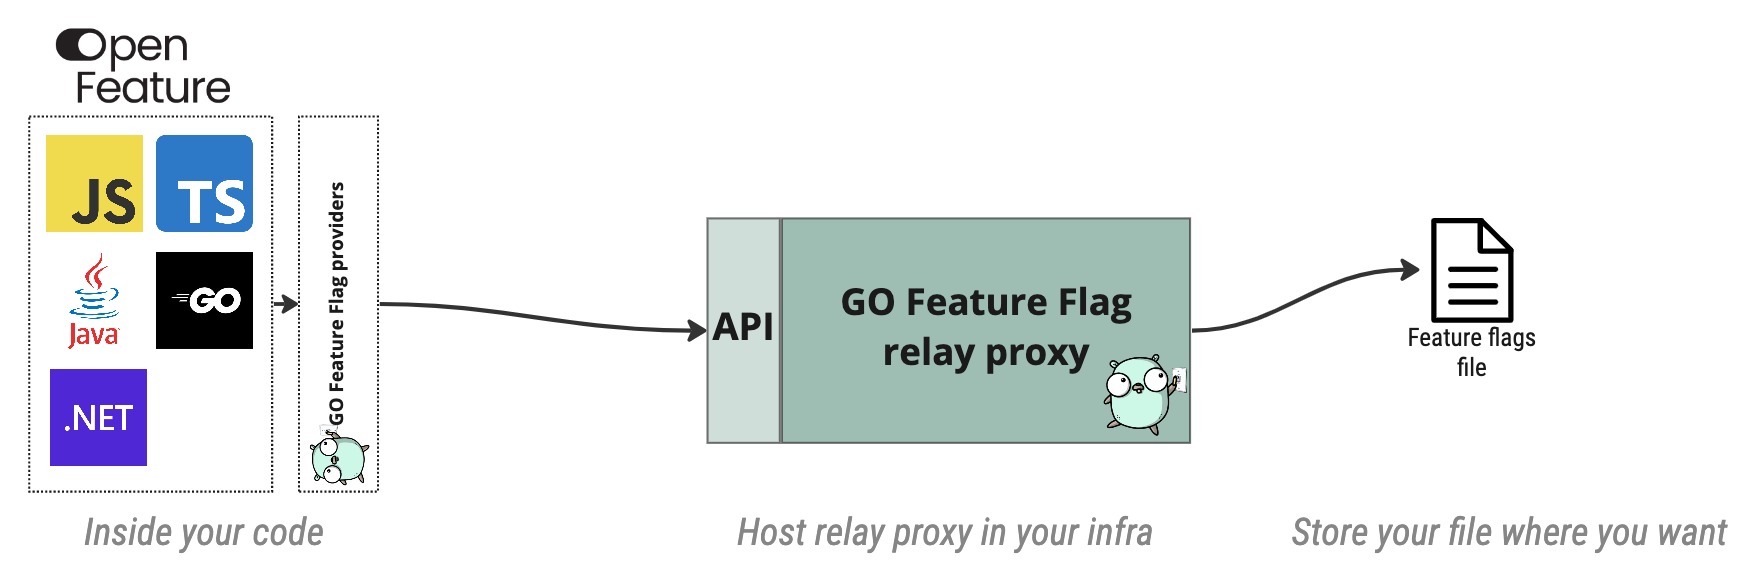 Open
Feature
JS
TS
Java
GO
.NET
GO Feature Flag providers
API
GO Feature Flag
relay proxy
Feature flags
file
Inside your code
Host relay proxy in your infra
Store your file where you want